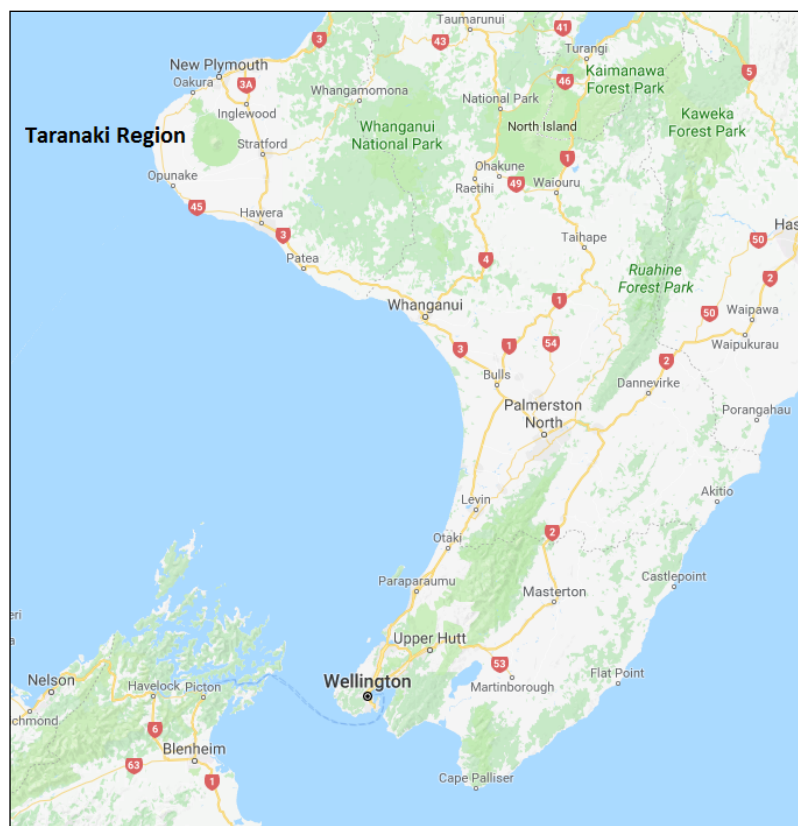 Taumarunui
41
3
43
Turangi
New Plymouth
Kaimanawa
Forest Park
5
Oakura
3A
46
Whangamomona
Inglewood
National Park
Kaweka
Forest Park
Taranaki Region
Whanganui
National Park
North Island
Stratford
1
Ohakune
Opunake
Raetihi
49
Waiouru
45
Hawera
Has
3
50
Taihape
Patea
4
Ruahine
Forest Park
2
Whanganui
1
50
Waipawa
Waipukurau
3
1
54
2
Bulls
Dannevirke
Palmerston
North
Porangahau
Levin
Akitio
2
Otaki
Paraparaumu
Castlepoint
Masterton
eri
a
Upper Hutt
53
Nelson
Wellington
Martinborough
Flat Point
Havelock
Picton
chmond
6
Blenheim
63
1
Cape Palliser